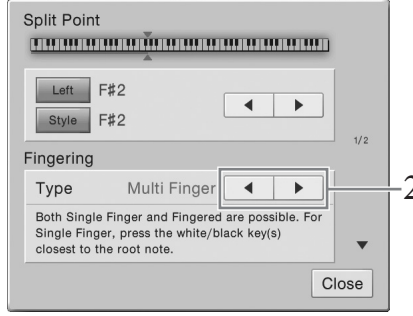 Split Point
Left F♯2
Style F♯2
1/2
Fingering
Type Multi Finger
2
Both Single Finger and Fingered are possible. For
Single Finger, press the white/black key(s)
closest to the root note.
Close